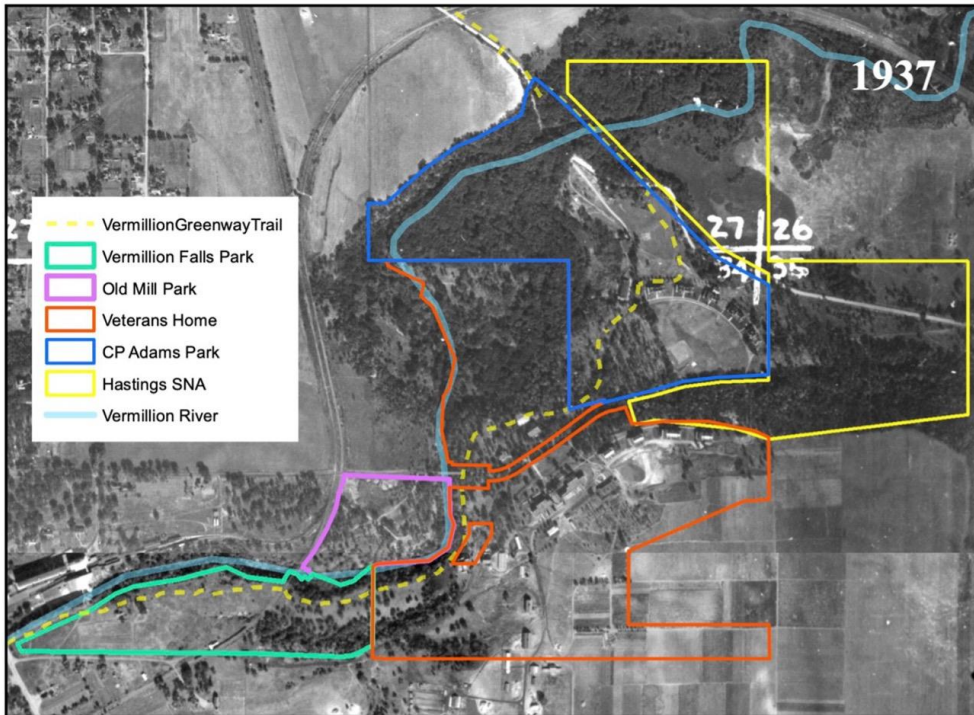 1937
27 26
34 35
27
VermillionGreenwayTrail
Vermillion Falls Park
Old Mill Park
Veterans Home
CP Adams Park
Hastings SNA
Vermillion River